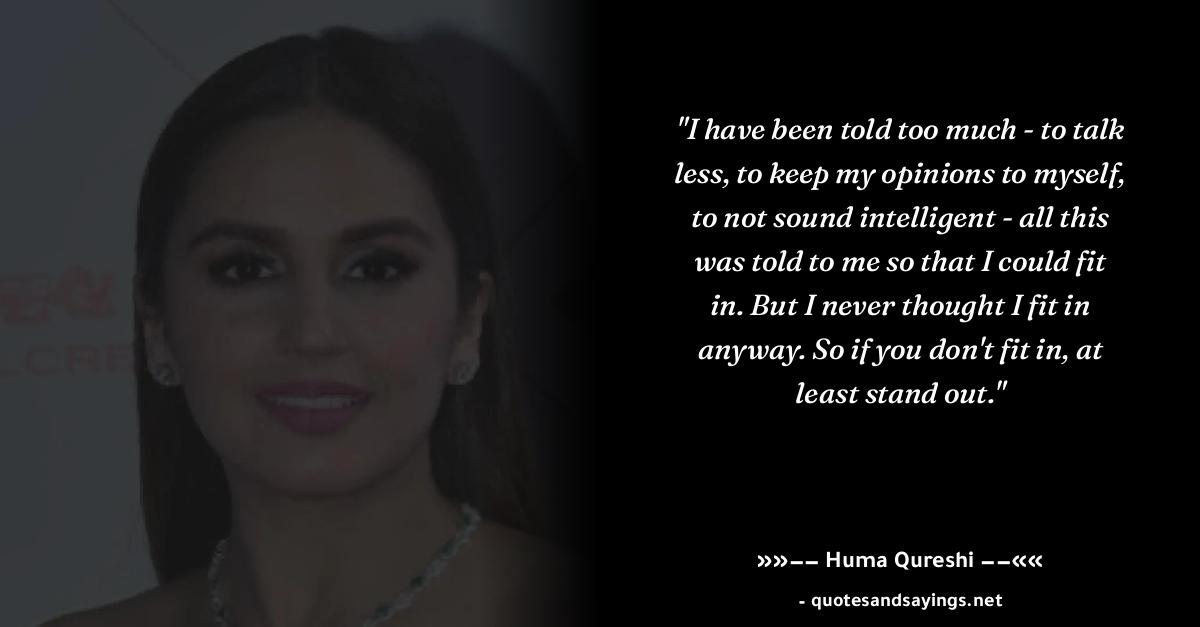 "I have been told too much - to talk
less, to keep my opinions to myself,
to not sound intelligent - all this
was told to me so that I could fit
in. But I never thought I fit in
anyway. So if you don't fit in, at
least stand out."
»»–– Huma Qureshi ––««
- quotesandsayings.net